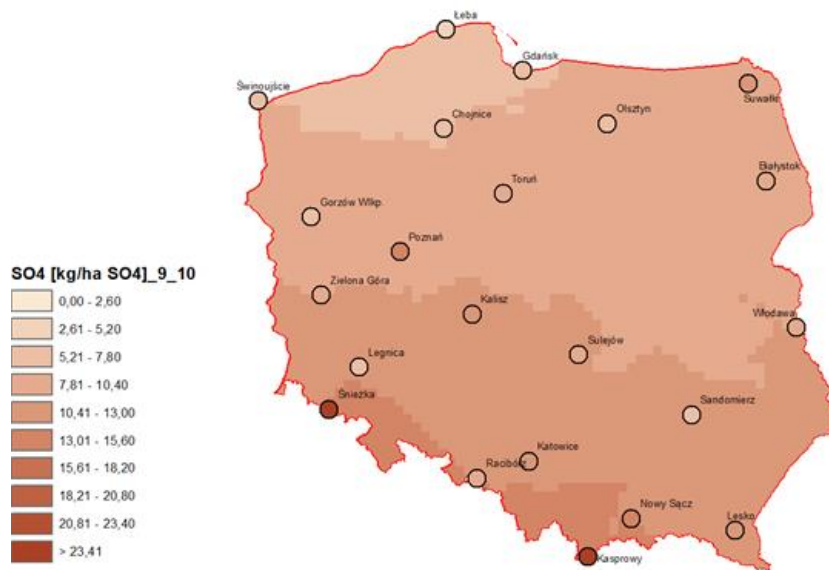 Łeba
Gdańsk
Świnoujście
Suwałki
Chojnice
Olsztyn
Białystok
Toruń
Gorzów Wlkp.
Poznań
SO4 [kg/ha SO4]_9_10
0,00 - 2,60
2,61 - 5,20
5,21 - 7,80
7,81 - 10,40
10,41 - 13,00
13,01 - 15,60
15,61 - 18,20
18,21 - 20,80
20,81 - 23,40
> 23,41
Zielona Góra
Kalisz
Włodawa
Sulejów
Legnica
Śnieżka
Sandomierz
Katowice
Racibórz
Nowy Sącz
Lesko
Kasprowy